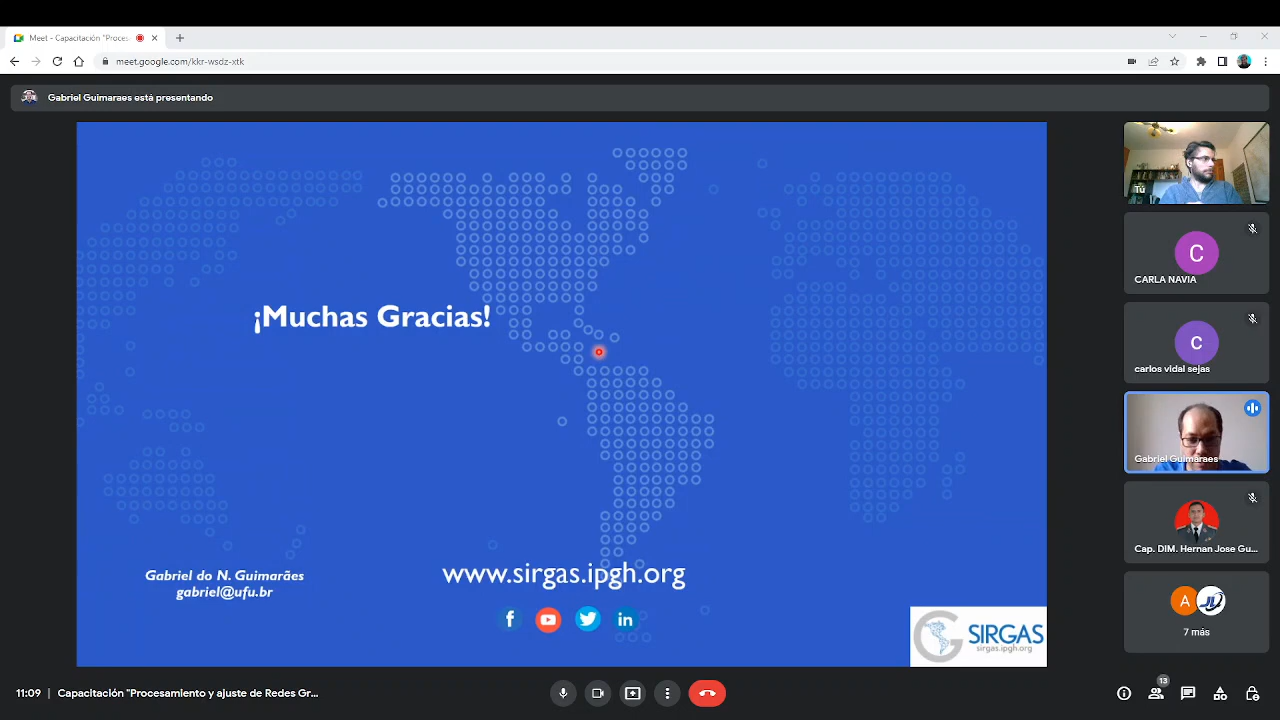 Meet - Capacitación "Proces
meet.google.com/kkr-wsdz-xtk
Gabriel Guimaraes está presentando
¡Muchas Gracias!
Gabriel do N. Guimarães
gabriel@ufu.br
www.sirgas.ipgh.org
f
in
G
SIRGAS
sirgas.ipgh.org
Tú
C
CARLA NAVIA
c
carlos vidal sejas
Gabriel Guimaraes
Cap. DIM. Hernan Jose Gu...
A
7 más
11:09 | Capacitación "Procesamiento y ajuste de Redes Gr...
13